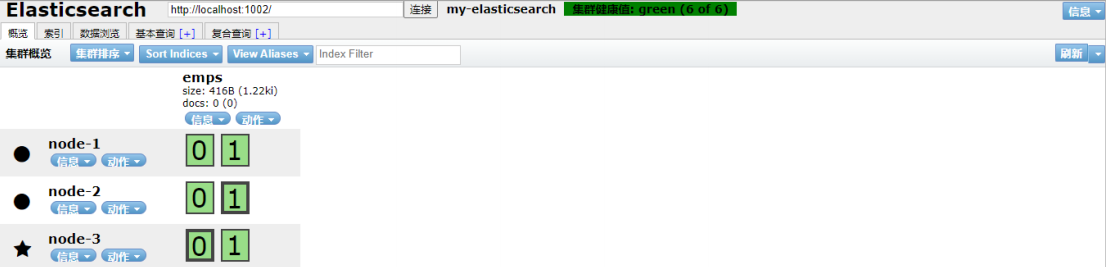 Elasticsearch http://localhost:1002/ 连接 my-elasticsearch 集群健康值: green (6 of 6) 信息
概览 索引 数据浏览 基本查询 [+] 复合查询 [+]
集群概览 集群排序 Sort Indices View Aliases Index Filter 刷新
emps
size: 416B (1.22ki)
docs: 0 (0)
信息 动作
node-1 0 1
信息 动作
node-2 0 1
信息 动作
node-3 0 1
信息 动作